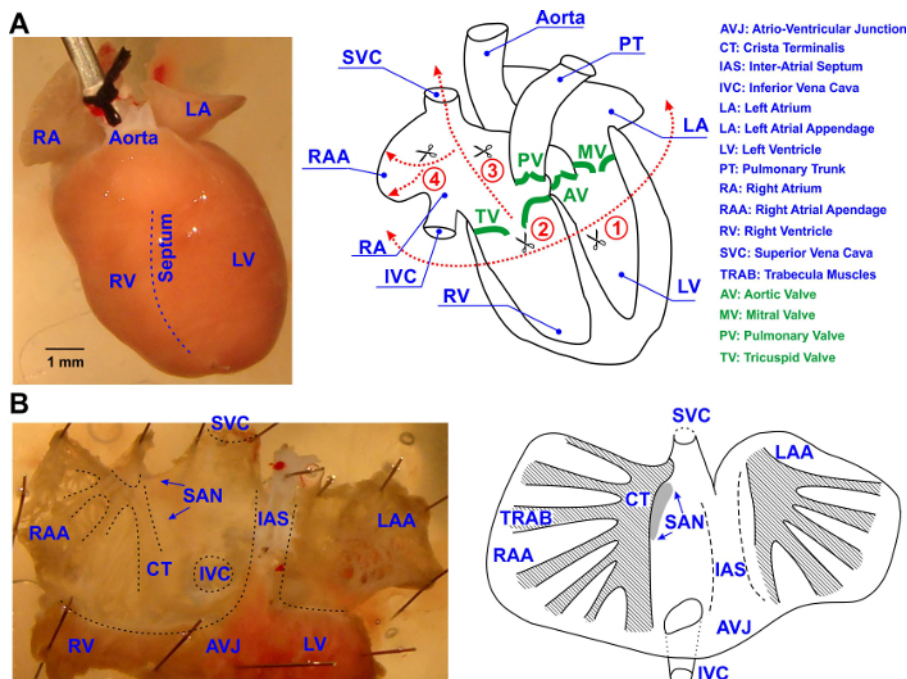 A
RA
LA
Aorta
RV
Septum
LV
1 mm
Aorta
PT
SVC
LA
RAA
PV
MV
AV
TV
4
3
2
1
RA
IVC
RV
LV
AVJ: Atrio-Ventricular Junction
CT: Crista Terminalis
IAS: Inter-Atrial Septum
IVC: Inferior Vena Cava
LA: Left Atrium
LA: Left Atrial Appendage
LV: Left Ventricle
PT: Pulmonary Trunk
RA: Right Atrium
RAA: Right Atrial Apendage
RV: Right Ventricle
SVC: Superior Vena Cava
TRAB: Trabecula Muscles
AV: Aortic Valve
MV: Mitral Valve
PV: Pulmonary Valve
TV: Tricuspid Valve
B
SVC
SAN
IAS
RAA
LAA
CT
IVC
RV
AVJ
LV
SVC
LAA
CT
TRAB
SAN
RAA
IAS
AVJ
IVC